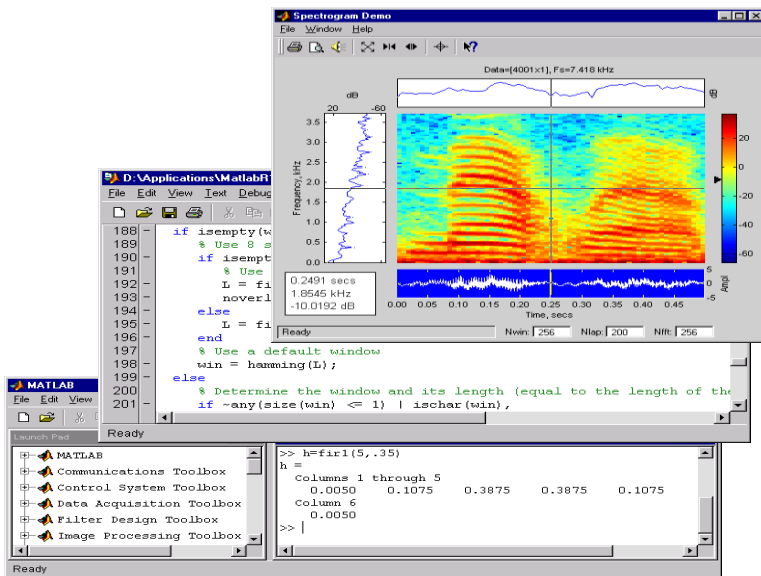 Spectrogram Demo
File Window Help
Data=[4001x1], Fs=7.418 kHz
dB
20 -60
dB
3.5
3.0
2.5
2.0
1.5
1.0
0.5
0.0
Frequency, kHz
20
0
-20
-40
-60
5
0
-5
Ampl
0.00 0.05 0.10 0.15 0.20 0.25 0.30 0.35 0.40 0.45
Time, secs
0.2491 secs
1.8545 kHz
-10.0192 dB
Ready
Nwin: 256 Nlap: 200 Nfft: 256
D:\Applications\MatlabR1
File Edit View Text Debug
188 - if isempty(w
189 % Use 8 s
190 - if isempt
191 % Use
192 - L = fi
193 - noverl
194 - else
195 - L = fi
196 - end
197 % Use a default window
198 - win = hamming(L);
199 - else
200 % Determine the window and its length (equal to the length of the
201 - if ~any(size(win) <= 1) | ischar(win),
Ready
MATLAB
File Edit View
Launch Pad
MATLAB
Communications Toolbox
Control System Toolbox
Data Acquisition Toolbox
Filter Design Toolbox
Image Processing Toolbox
>> h=fir1(5,.35)
h =
Columns 1 through 5
0.0050 0.1075 0.3875 0.3875 0.1075
Column 6
0.0050
>>
Ready